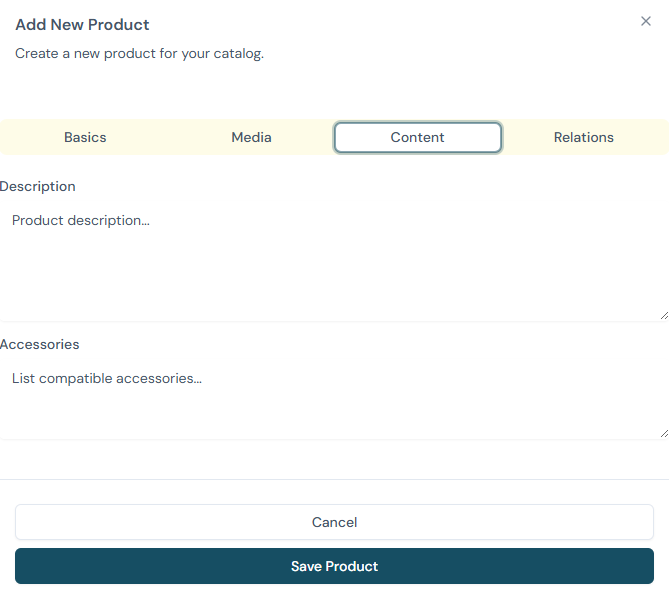 Add New Product
Create a new product for your catalog.
Basics Media Content Relations
Description
Product description...
Accessories
List compatible accessories...
Cancel
Save Product